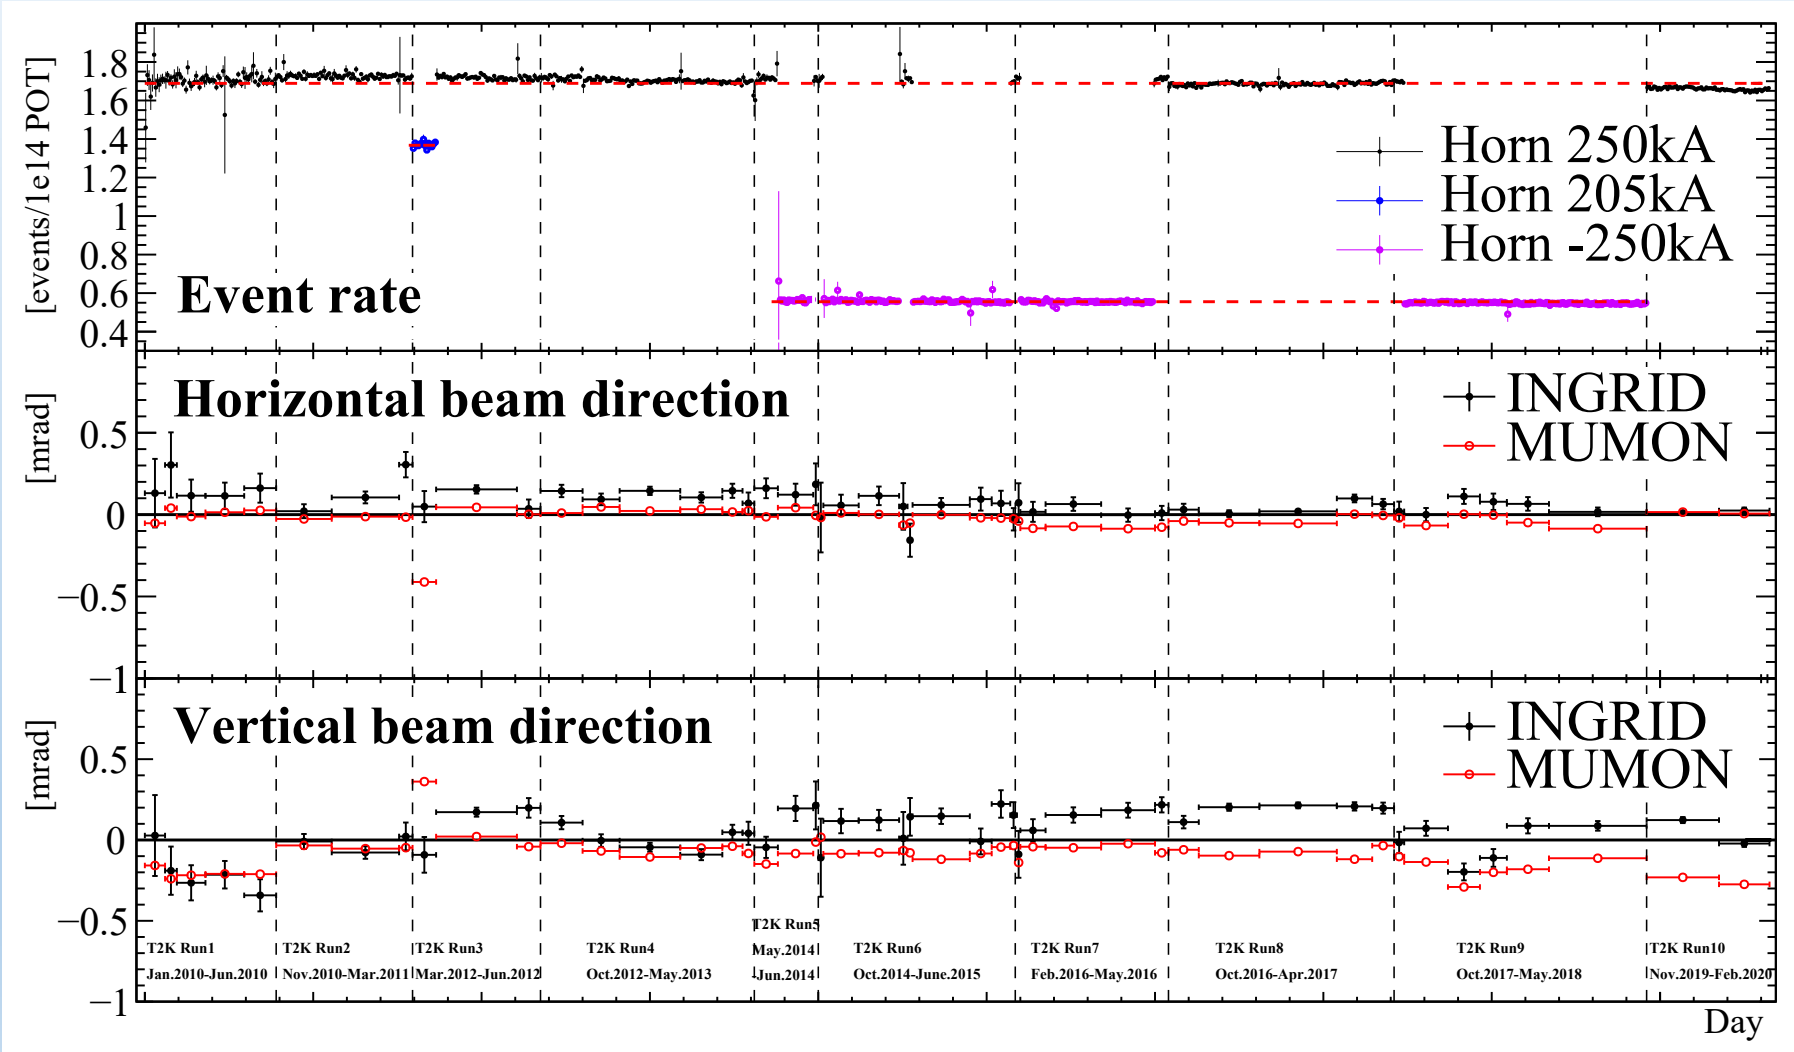 [events/1e14 POT]
1.8
1.6
1.4
1.2
1
0.8
0.6
0.4
Horn 250kA
Horn 205kA
Horn -250kA
Event rate
[mrad]
0.5
0
−0.5
−1
Horizontal beam direction
INGRID
MUMON
[mrad]
0.5
0
−0.5
−1
Vertical beam direction
INGRID
MUMON
T2K Run1
Jan.2010-Jun.2010
T2K Run2
Nov.2010-Mar.2011
T2K Run3
Mar.2012-Jun.2012
T2K Run4
Oct.2012-May.2013
T2K Run5
May.2014
-Jun.2014
T2K Run6
Oct.2014-June.2015
T2K Run7
Feb.2016-May.2016
T2K Run8
Oct.2016-Apr.2017
T2K Run9
Oct.2017-May.2018
T2K Run10
Nov.2019-Feb.2020
Day